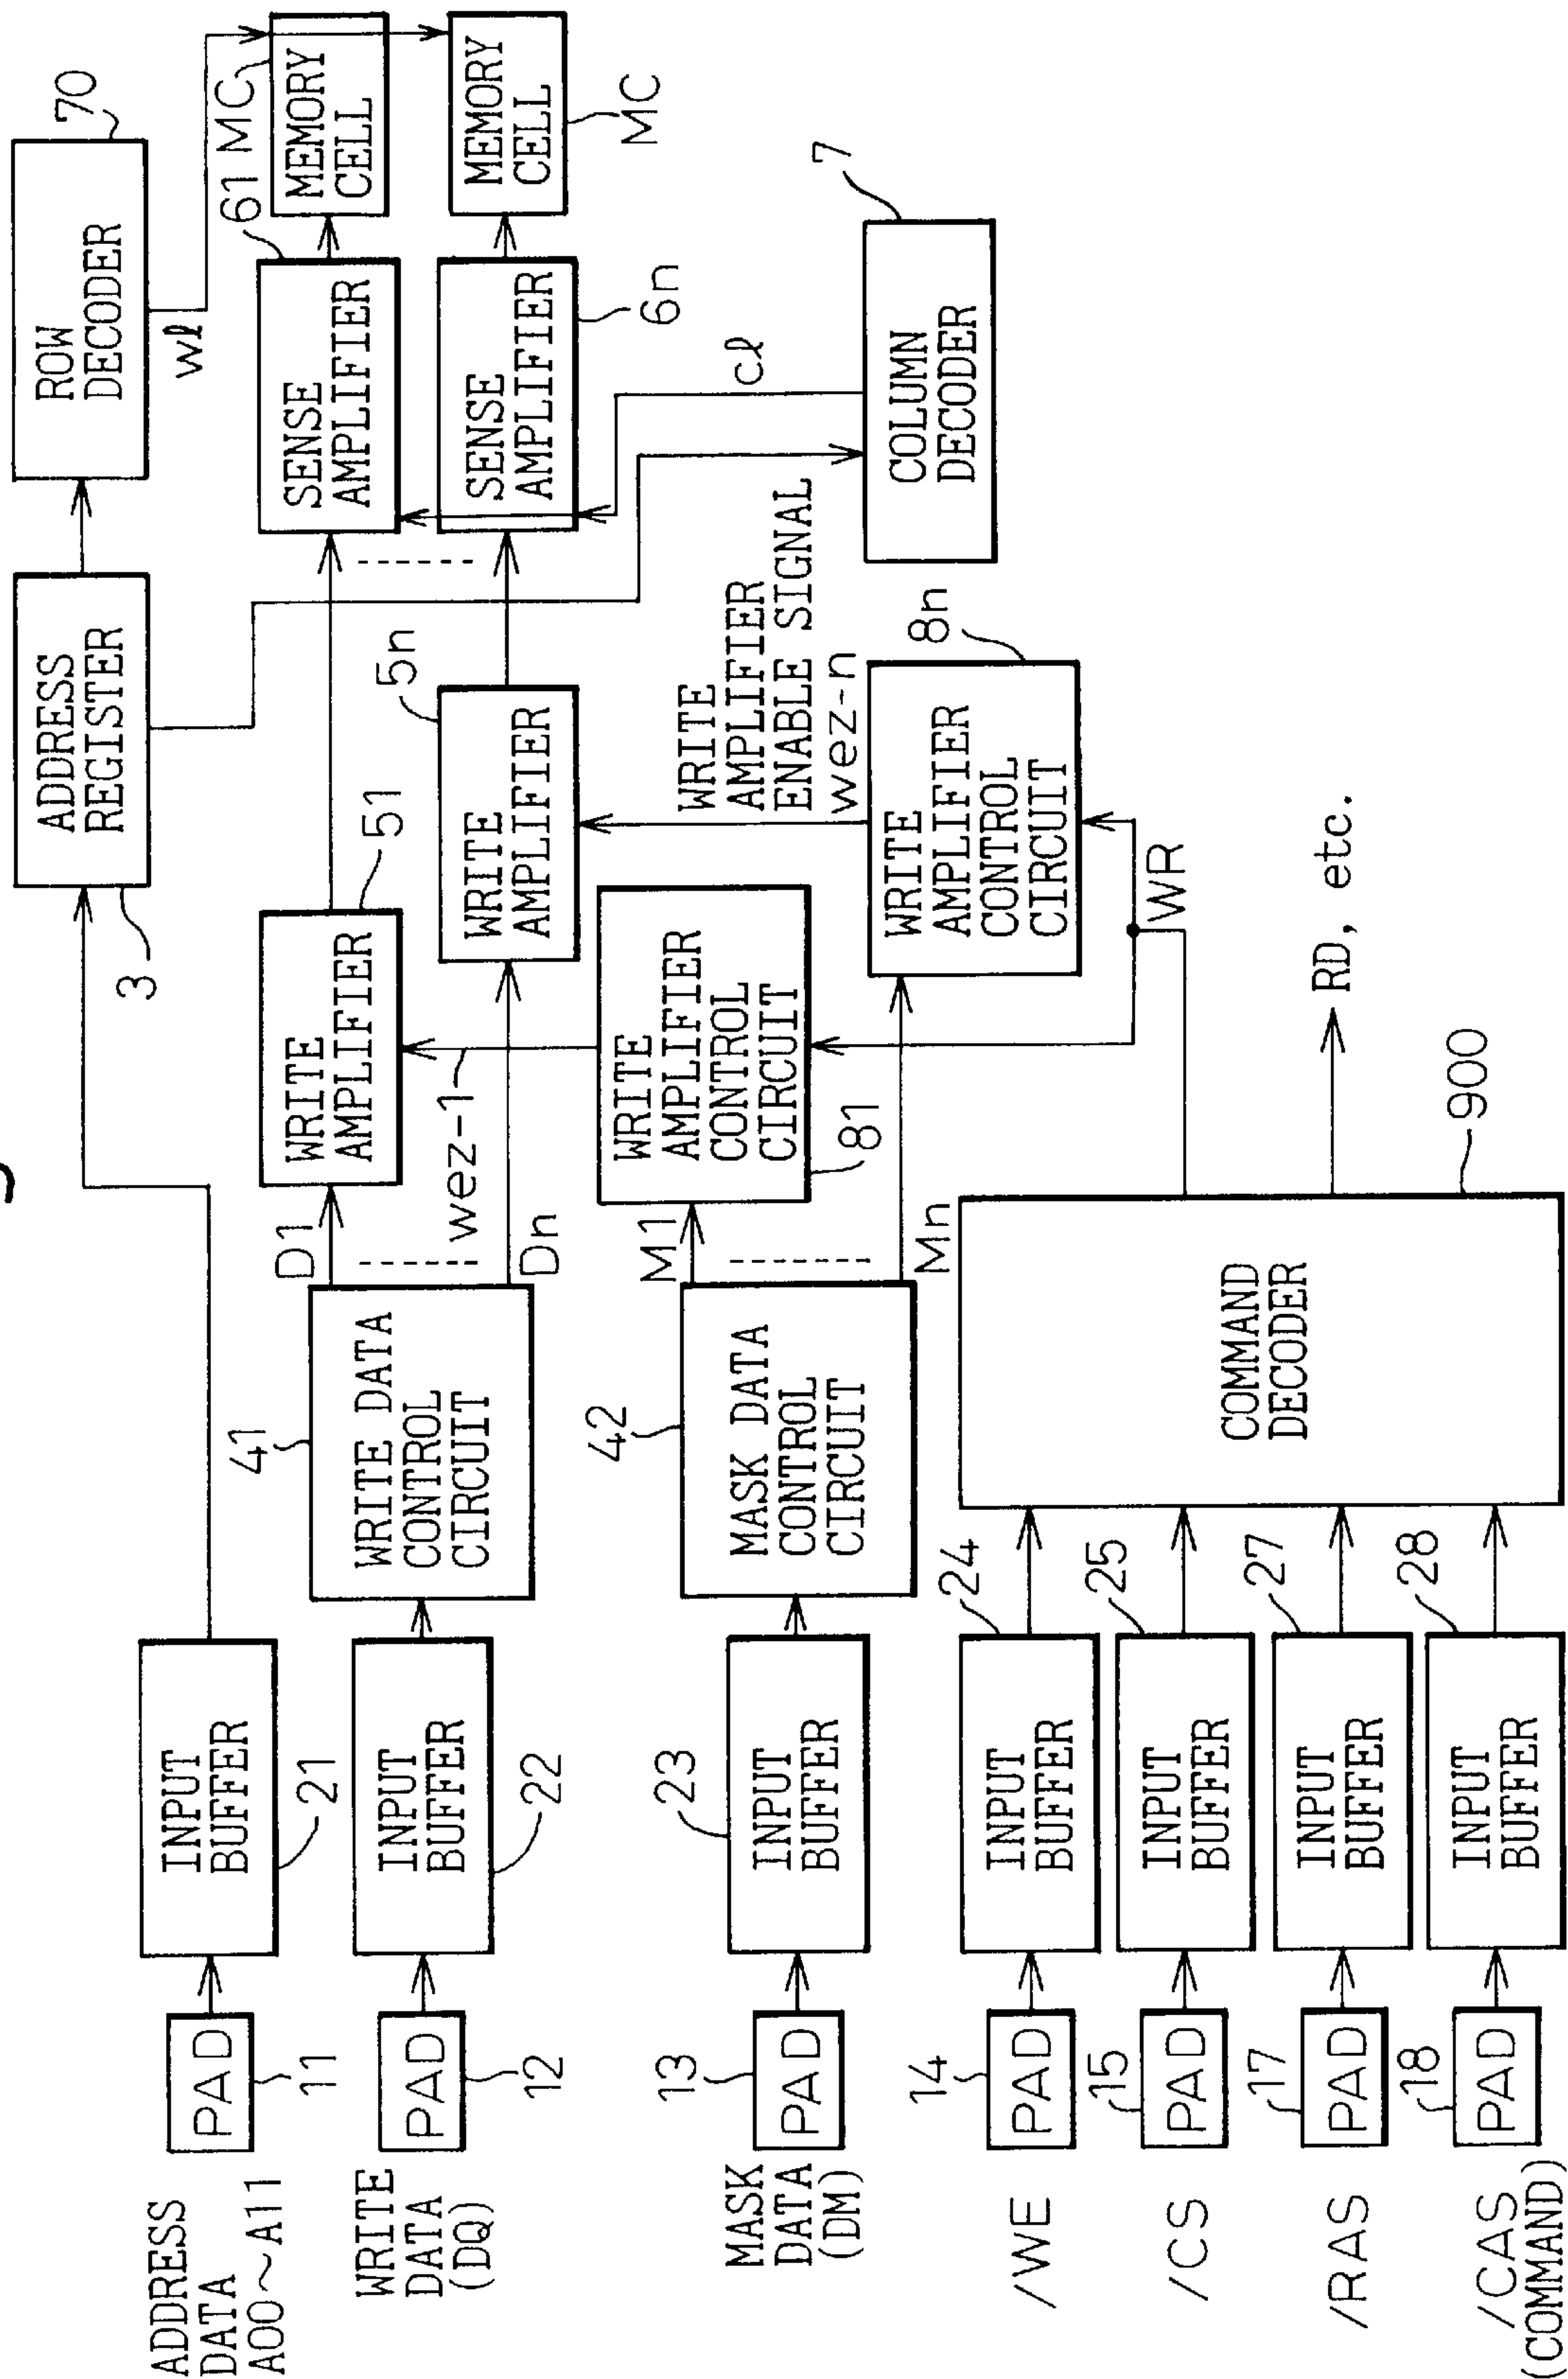 ADDRESS
DATA
A00~A11
PAD
11
INPUT
BUFFER
21
ADDRESS
REGISTER
3
ROW
DECODER
70
wl
WRITE
DATA
(DQ)
PAD
12
INPUT
BUFFER
22
WRITE DATA
CONTROL
CIRCUIT
41
D1
Dn
WRITE
AMPLIFIER
51
wez-1
WRITE
AMPLIFIER
5n
SENSE
AMPLIFIER
61
SENSE
AMPLIFIER
6n
MEMORY
CELL
MC
MEMORY
CELL
MC
MASK
DATA
(DM)
PAD
13
INPUT
BUFFER
23
MASK DATA
CONTROL
CIRCUIT
42
M1
Mn
WRITE
AMPLIFIER
CONTROL
CIRCUIT
81
WRITE
AMPLIFIER
ENABLE SIGNAL
wez-n
WRITE
AMPLIFIER
CONTROL
CIRCUIT
8n
cl
COLUMN
DECODER
7
/WE
PAD
14
INPUT
BUFFER
24
/CS
PAD
15
INPUT
BUFFER
25
/RAS
PAD
17
INPUT
BUFFER
27
/CAS
(COMMAND)
PAD
18
INPUT
BUFFER
28
COMMAND
DECODER
900
WR
RD, etc.